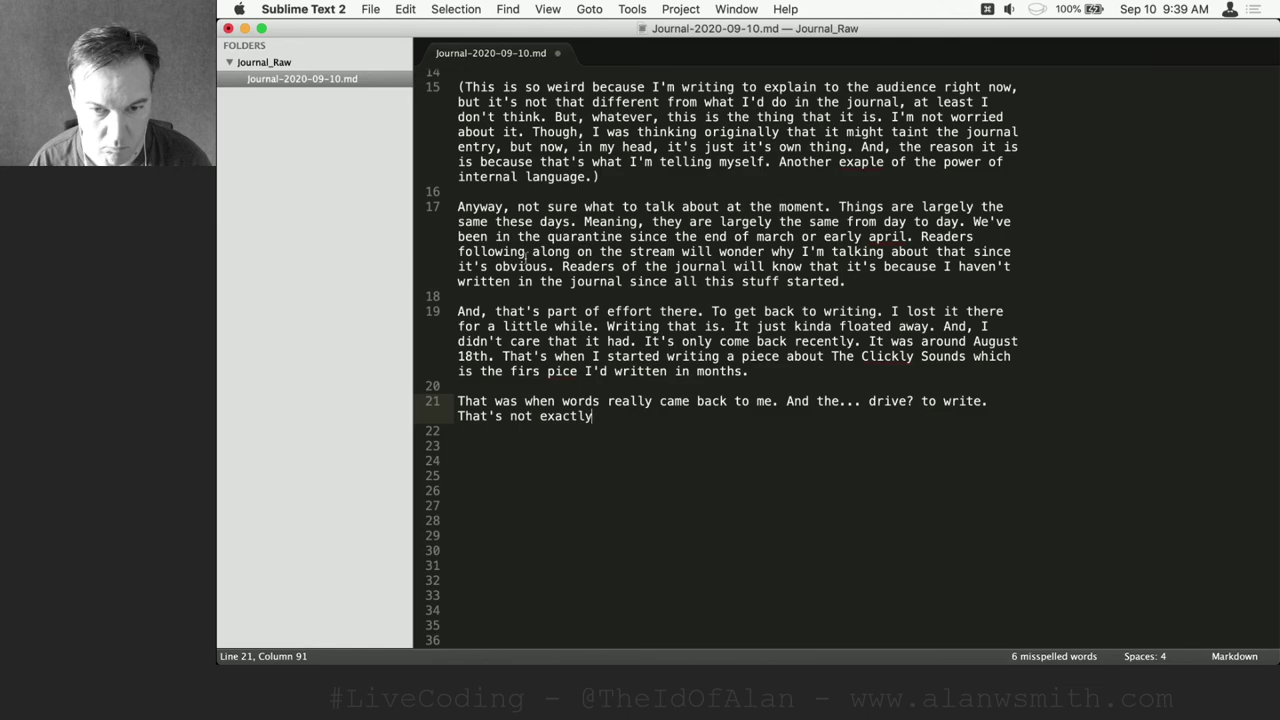 Sublime Text 2 File Edit Selection Find View Goto Tools Project Window Help 100% Sep 10 9:39 AM
Journal-2020-09-10.md — Journal_Raw
FOLDERS
Journal_Raw
Journal-2020-09-10.md
Journal-2020-09-10.md
14
15 (This is so weird because I'm writing to explain to the audience right now,
but it's not that different from what I'd do in the journal, at least I
don't think. But, whatever, this is the thing that it is. I'm not worried
about it. Though, I was thinking originally that it might taint the journal
entry, but now, in my head, it's just it's own thing. And, the reason it is
is because that's what I'm telling myself. Another exaple of the power of
internal language.)
16
17 Anyway, not sure what to talk about at the moment. Things are largely the
same these days. Meaning, they are largely the same from day to day. We've
been in the quarantine since the end of march or early april. Readers
following along on the stream will wonder why I'm talking about that since
it's obvious. Readers of the journal will know that it's because I haven't
written in the journal since all this stuff started.
18
19 And, that's part of effort there. To get back to writing. I lost it there
for a little while. Writing that is. It just kinda floated away. And, I
didn't care that it had. It's only come back recently. It was around August
18th. That's when I started writing a piece about The Clickly Sounds which
is the firs pice I'd written in months.
20
21 That was when words really came back to me. And the... drive? to write.
That's not exactly
22
23
24
25
26
27
28
29
30
31
32
33
34
35
36
Line 21, Column 91 6 misspelled words Spaces: 4 Markdown
#LiveCoding - @TheIdOfAlan - www.alanwsmith.com